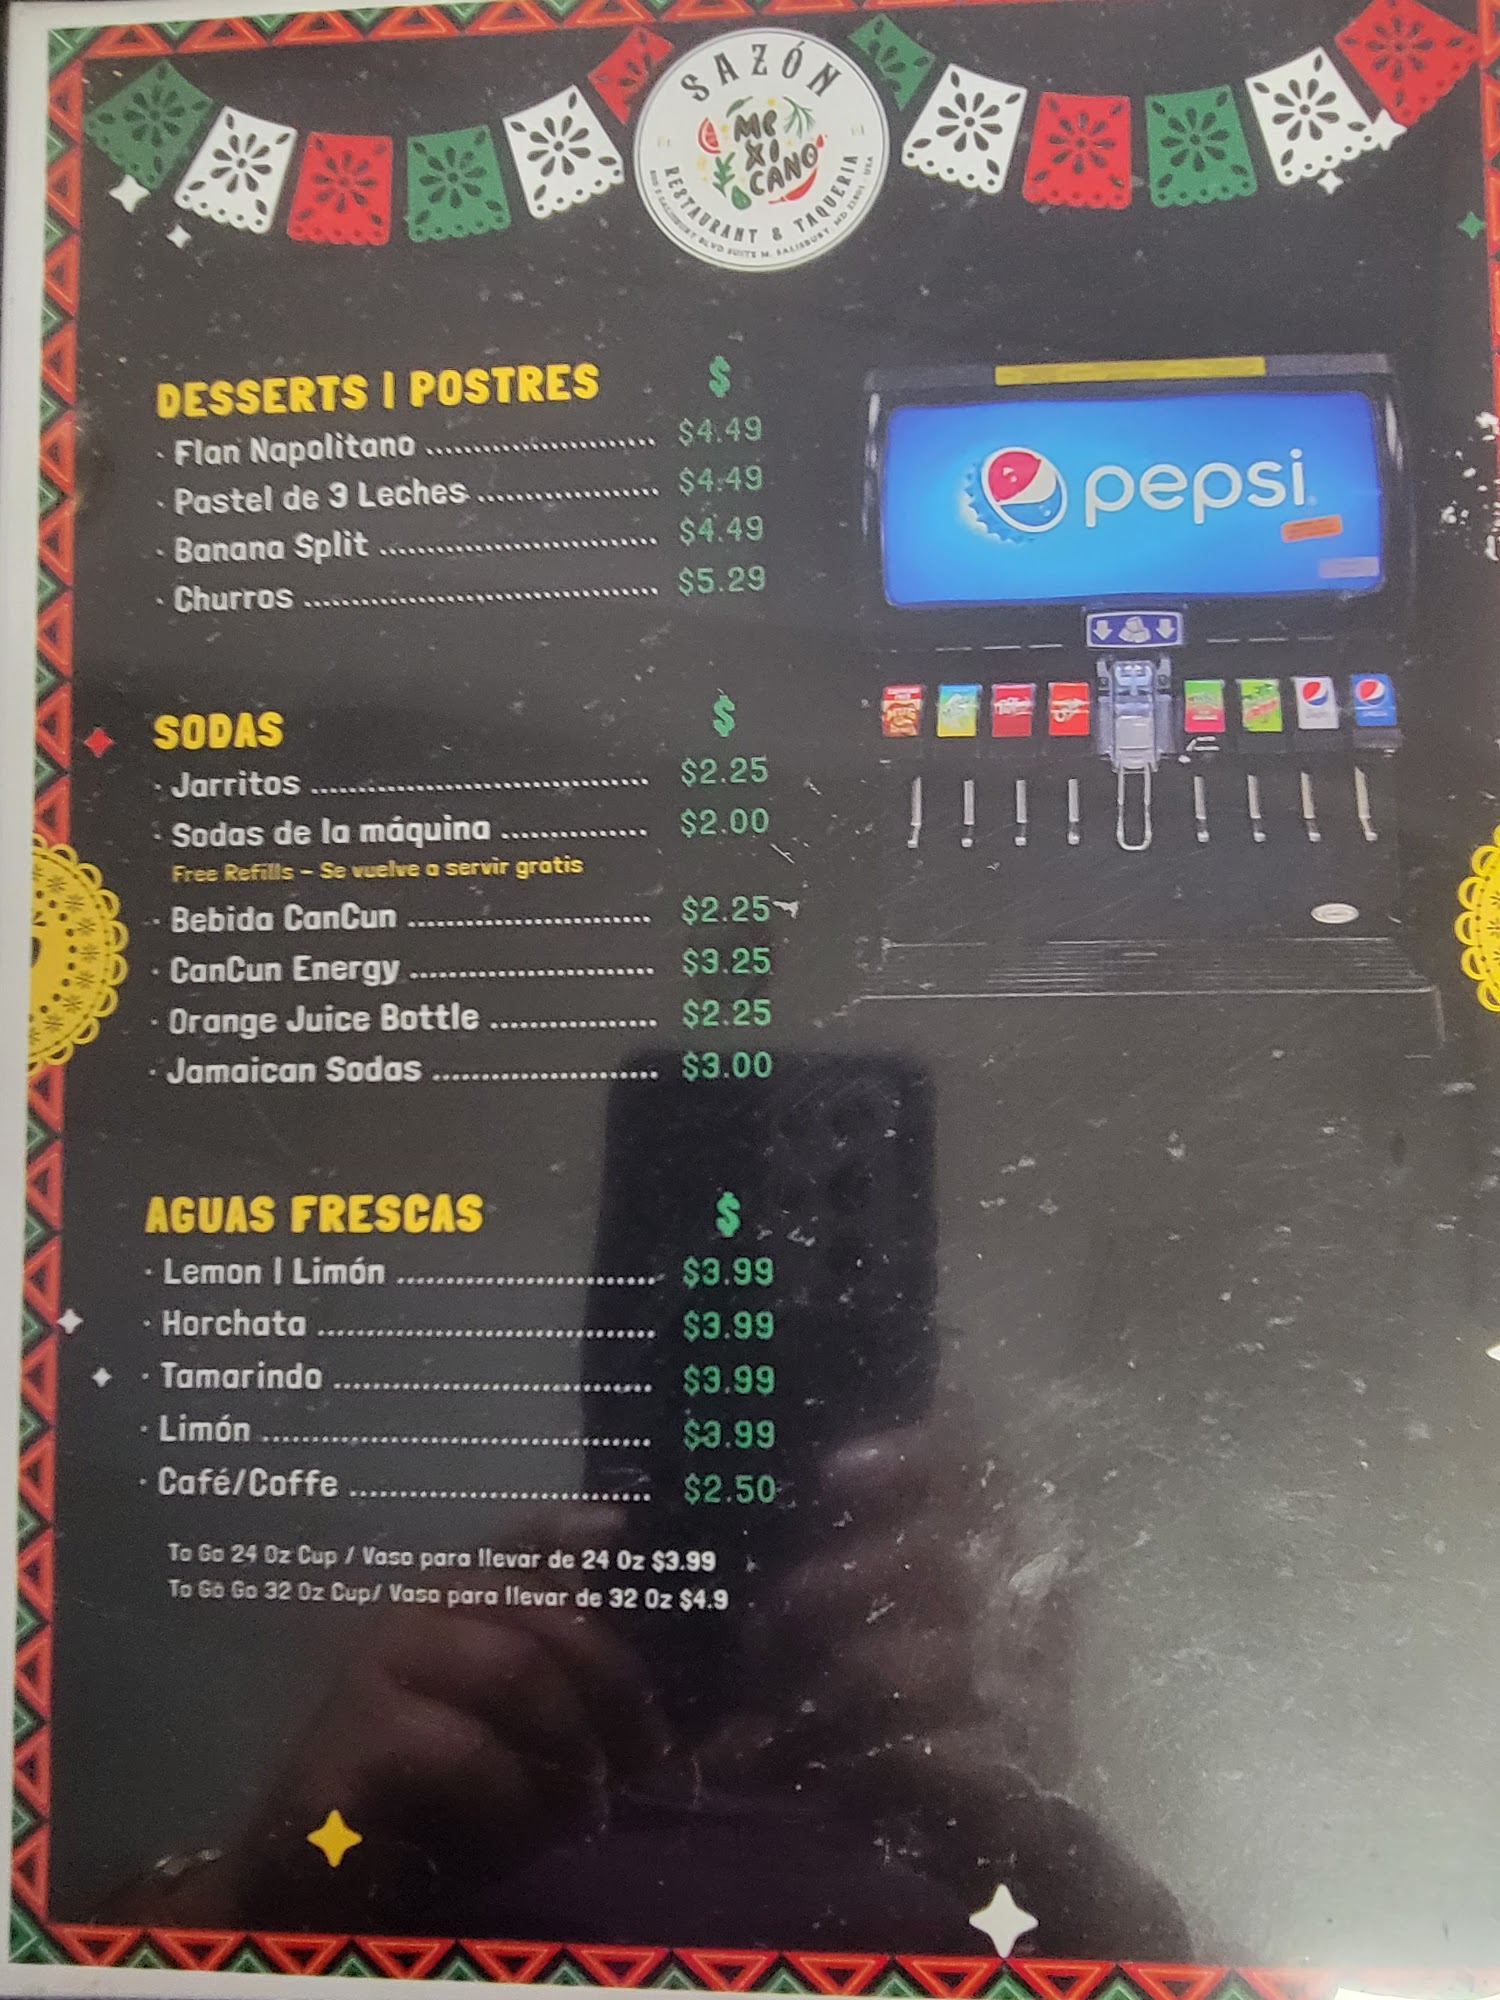 SAZÓN
MEXICANO
RESTAURANT & TAQUERIA
DESSERTS | POSTRES $
· Flan Napolitano ........................ $4.49
· Pastel de 3 Leches ................... $4.49
· Banana Split ............................. $4.49
· Churros ..................................... $5.29
pepsi
SODAS $
· Jarritos ................................... $2.25
· Sodas de la máquina ............... $2.00
Free Refills - Se vuelve a servir gratis
· Bebida CanCun ......................... $2.25
· CanCun Energy ......................... $3.25
· Orange Juice Bottle ................. $2.25
· Jamaican Sodas ....................... $3.00
AGUAS FRESCAS $
· Lemon | Limón ........................... $3.99
· Horchata ................................... $3.99
· Tamarindo ................................. $3.99
· Limón ........................................ $3.99
· Café/Coffe ............................... $2.50
To Go 24 Oz Cup / Vaso para llevar de 24 Oz $3.99
To Go Go 32 Oz Cup/ Vaso para llevar de 32 Oz $4.9